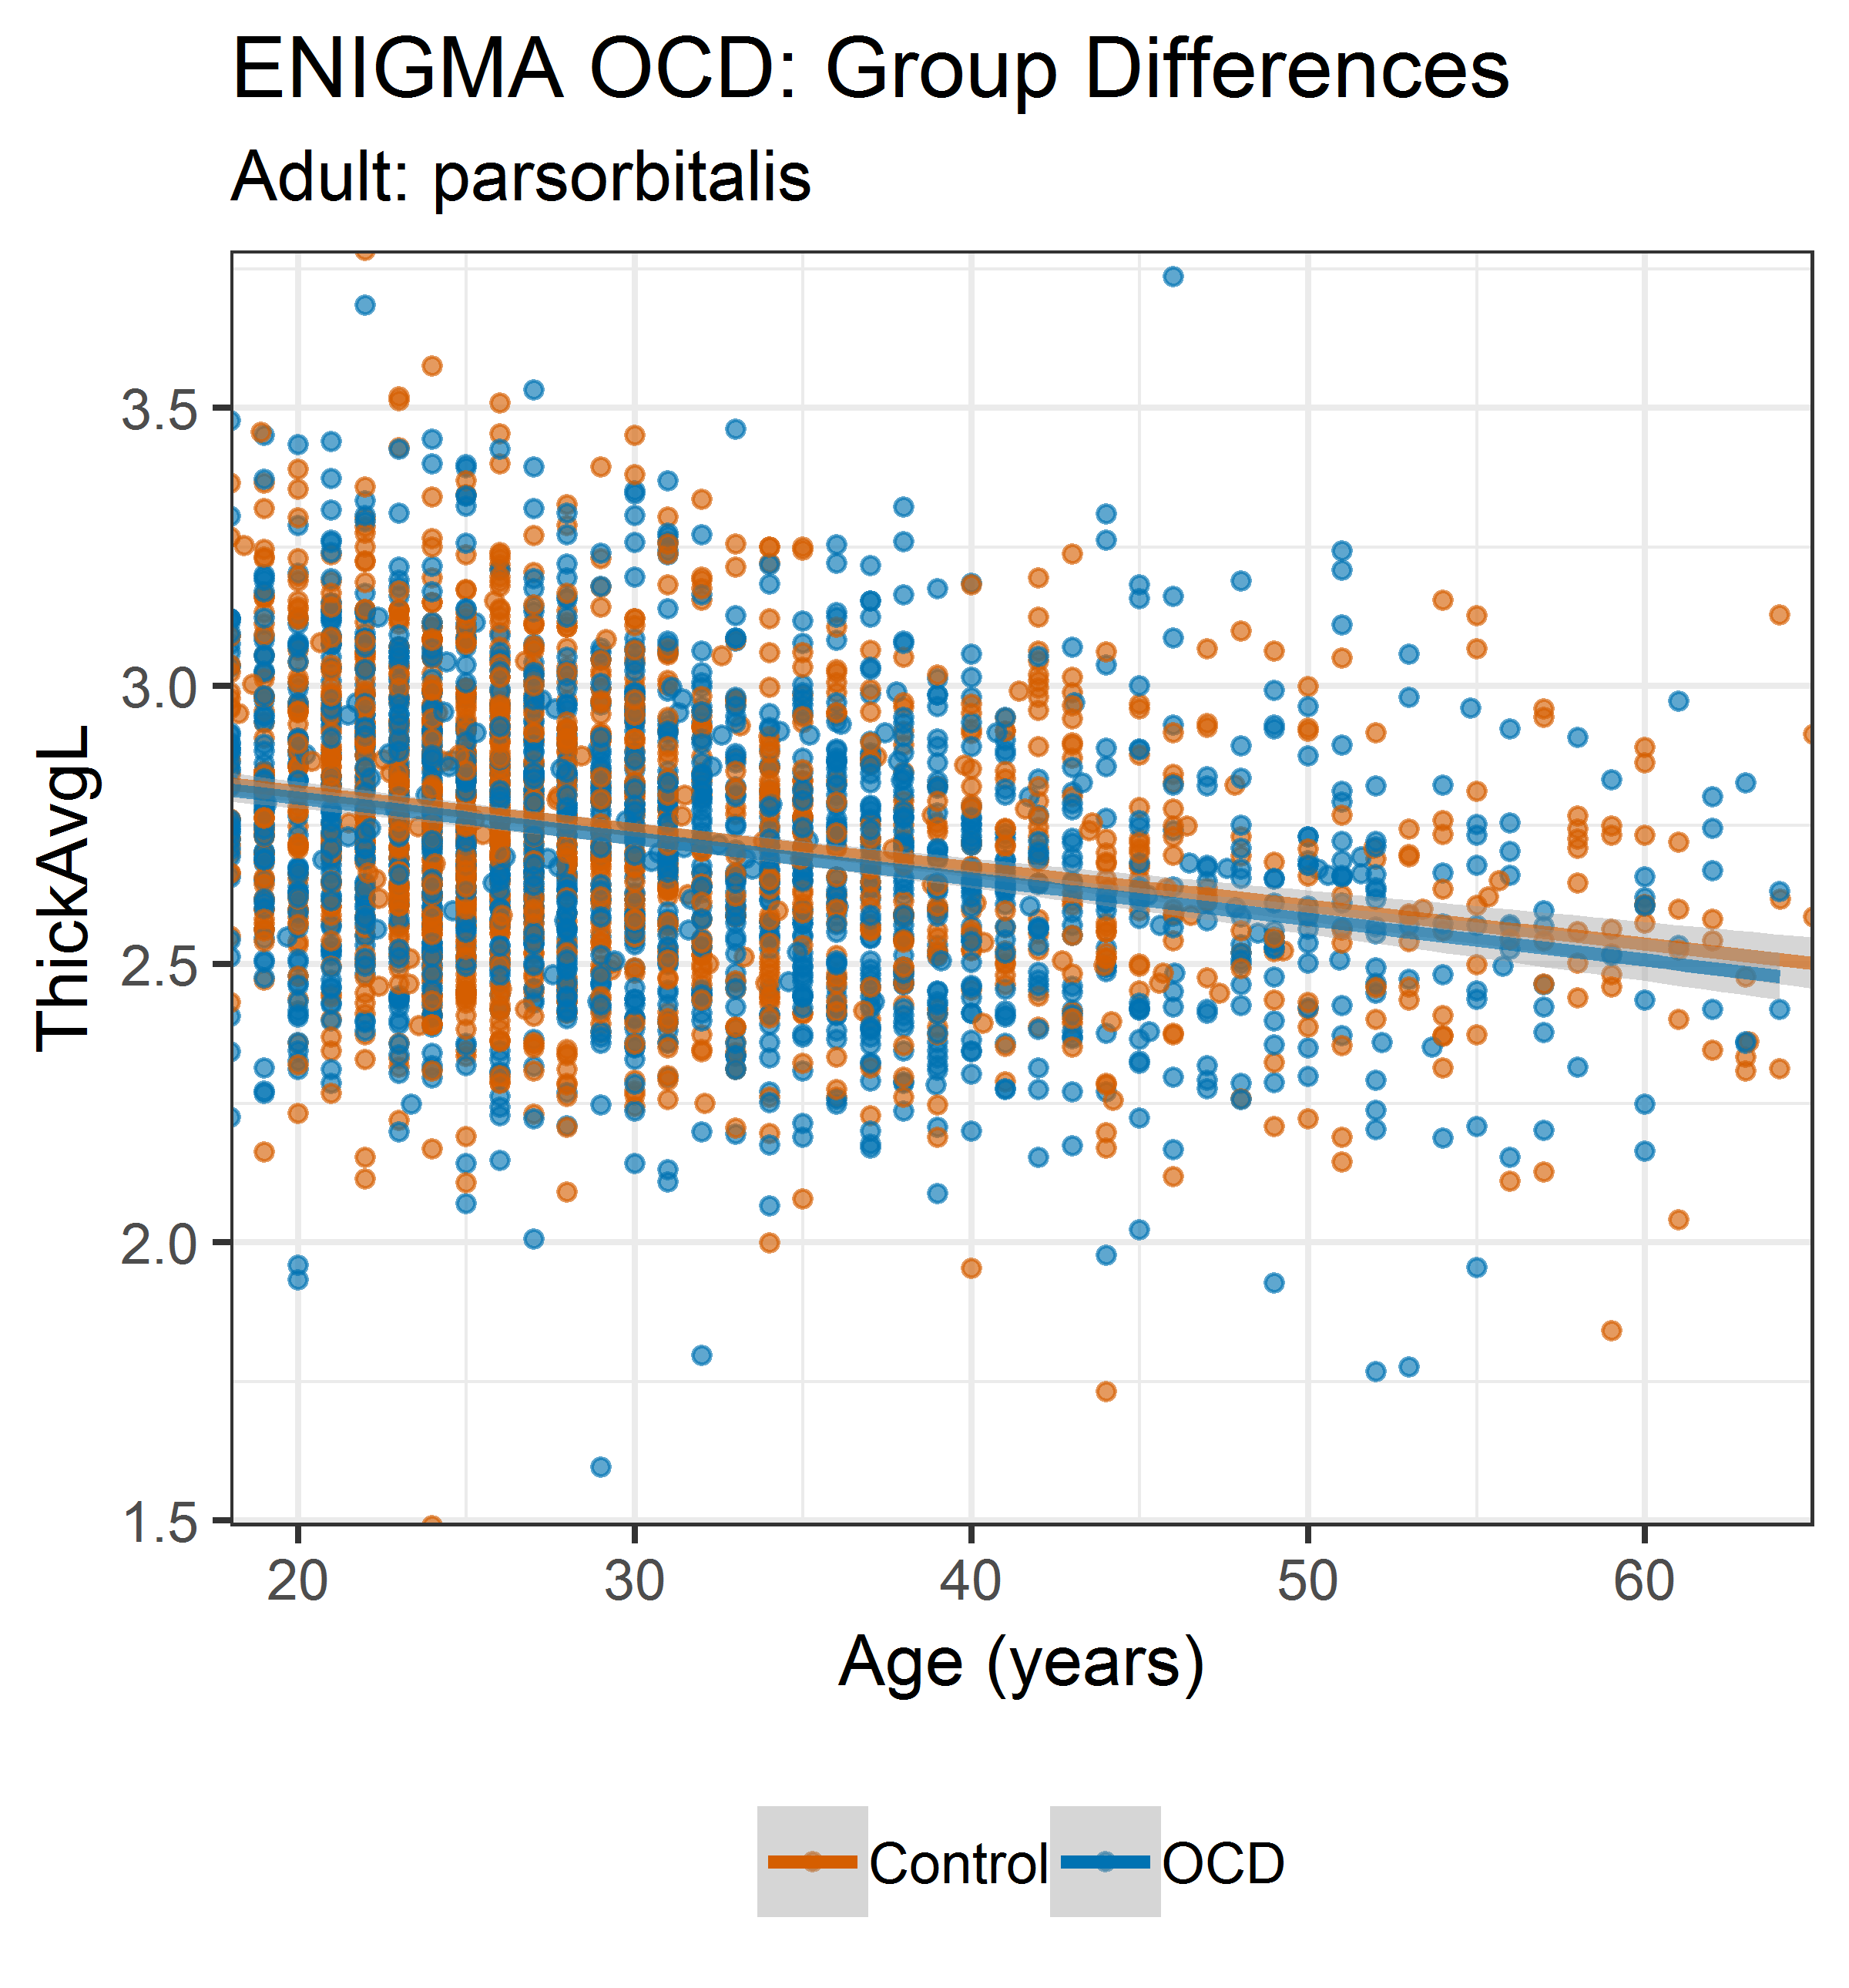 ENIGMA OCD: Group Differences
Adult: parsorbitalis
ThickAvgL
3.5
3.0
2.5
2.0
1.5
20 30 40 50 60
Age (years)
Control OCD